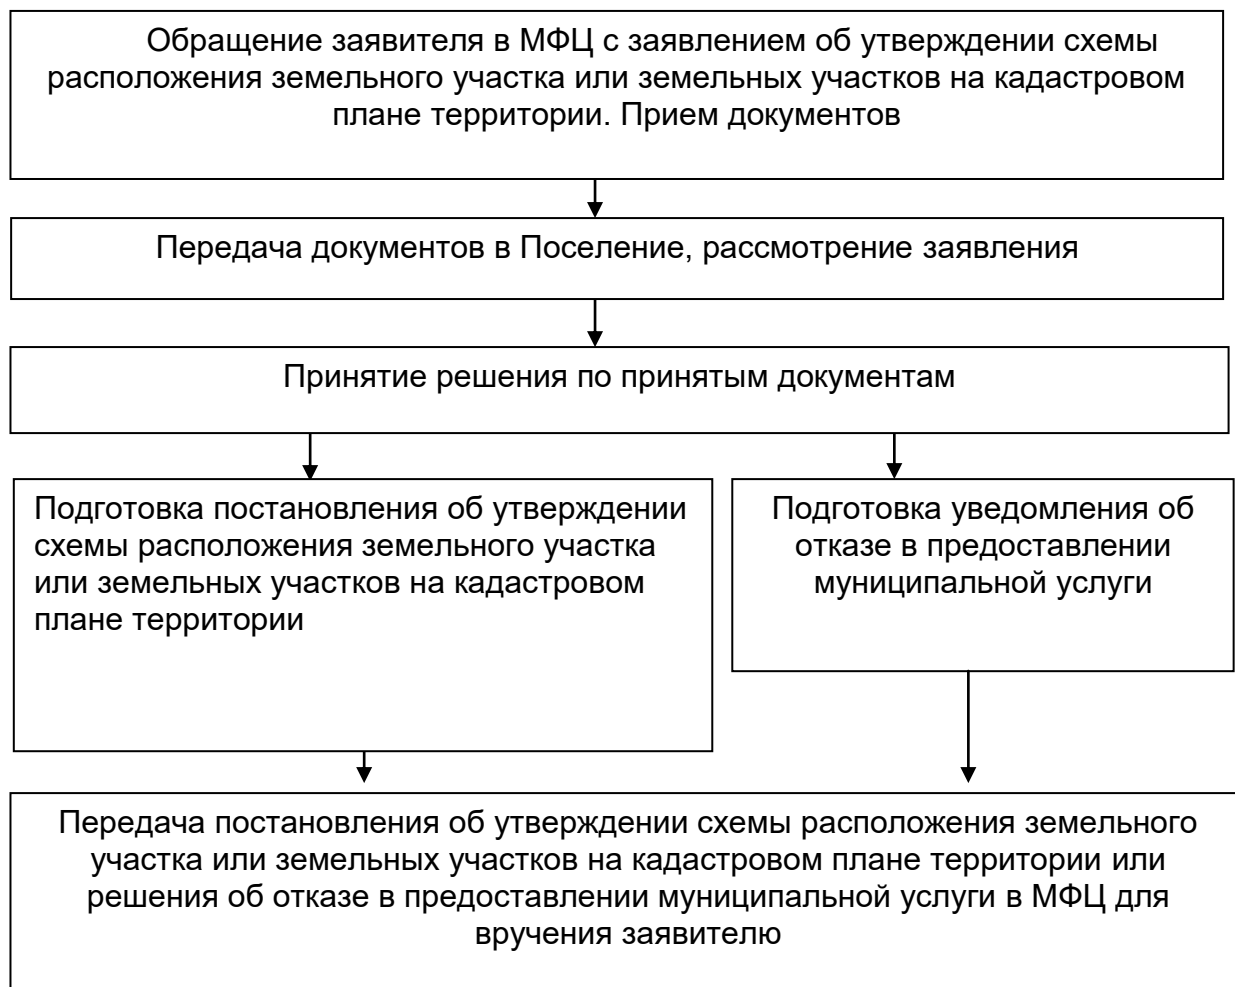 Обращение заявителя в МФЦ с заявлением об утверждении схемы
расположения земельного участка или земельных участков на кадастровом
плане территории. Прием документов
Передача документов в Поселение, рассмотрение заявления
Принятие решения по принятым документам
Подготовка постановления об утверждении
схемы расположения земельного участка
или земельных участков на кадастровом
плане территории
Подготовка уведомления об
отказе в предоставлении
муниципальной услуги
Передача постановления об утверждении схемы расположения земельного
участка или земельных участков на кадастровом плане территории или
решения об отказе в предоставлении муниципальной услуги в МФЦ для
вручения заявителю